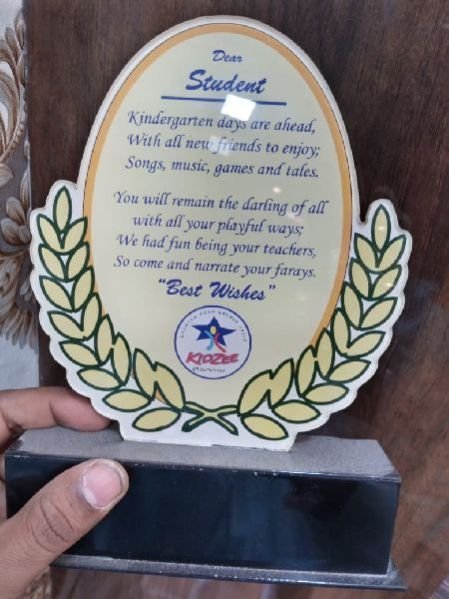 Dear
Student
Kindergarten days are ahead,
With all new friends to enjoy;
Songs, music, games and tales.
You will remain the darling of all
with all your playful ways;
We had fun being your teachers,
So come and narrate your farays.
"Best Wishes"
KIDZEE